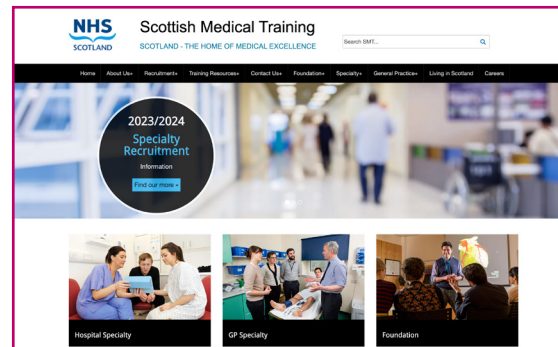 NHS
SCOTLAND
Scottish Medical Training
SCOTLAND - THE HOME OF MEDICAL EXCELLENCE
Search SMT...
Home About Us+ Recruitment+ Training Resources+ Contact Us+ Foundation+ Specialty+ General Practice+ Living in Scotland Careers
2023/2024
Specialty
Recruitment
Information
Find our more »
Hospital Specialty GP Specialty Foundation